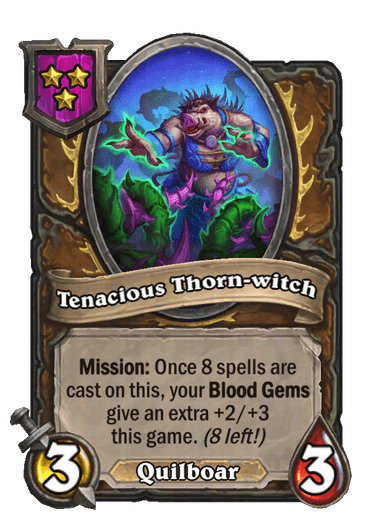 Tenacious Thorn-witch
Mission: Once 8 spells are
cast on this, your Blood Gems
give an extra +2/+3
this game. (8 left!)
3
Quilboar
3